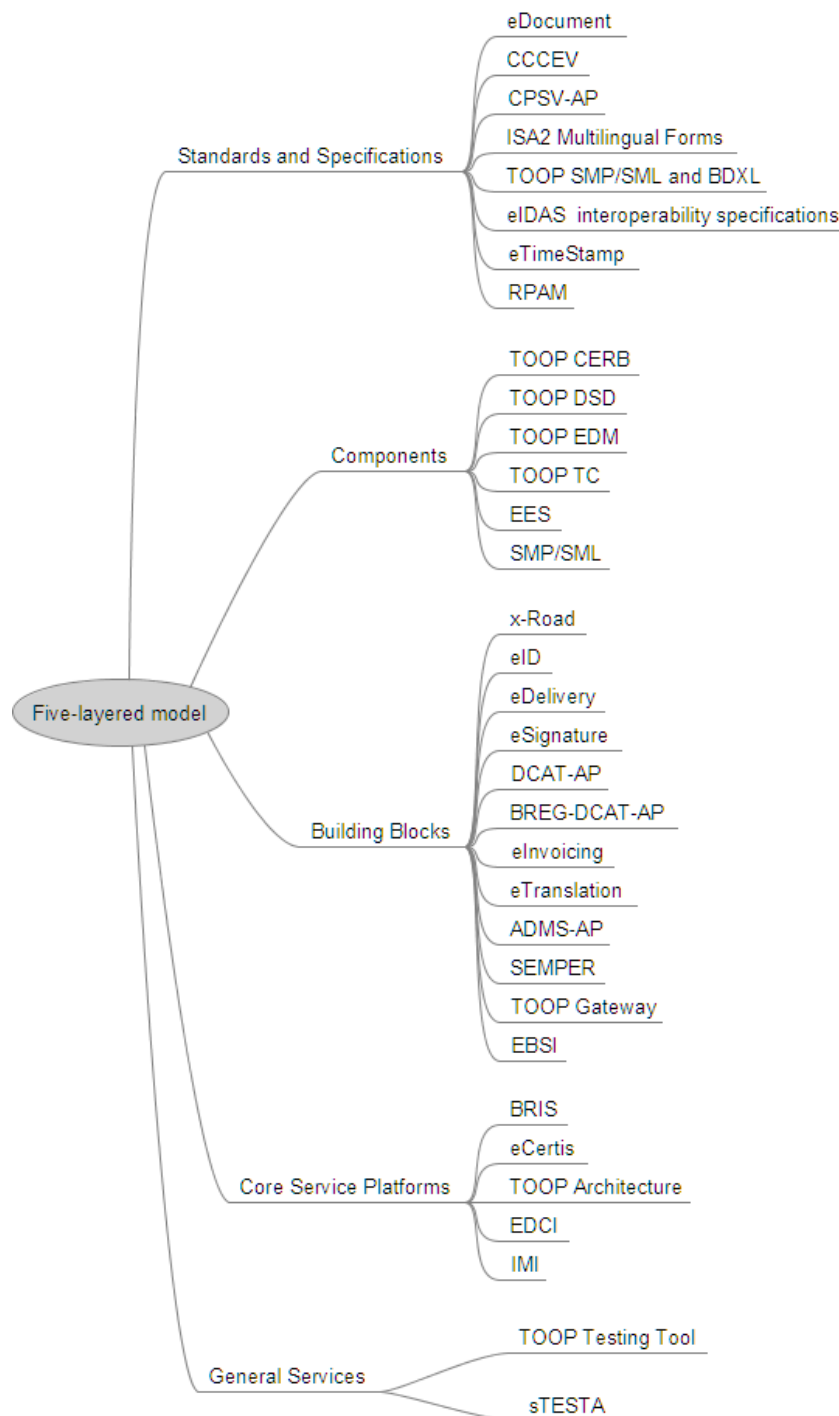 eDocument
CCCEV
CPSV-AP
ISA2 Multilingual Forms
Standards and Specifications
TOOP SMP/SML and BDXL
eIDAS interoperability specifications
eTimeStamp
RPAM
TOOP CERB
TOOP DSD
TOOP EDM
Components
TOOP TC
EES
SMP/SML
x-Road
eID
eDelivery
Five-layered model
eSignature
DCAT-AP
BREG-DCAT-AP
Building Blocks
eInvoicing
eTranslation
ADMS-AP
SEMPER
TOOP Gateway
EBSI
BRIS
eCertis
Core Service Platforms
TOOP Architecture
EDCI
IMI
TOOP Testing Tool
General Services
sTESTA